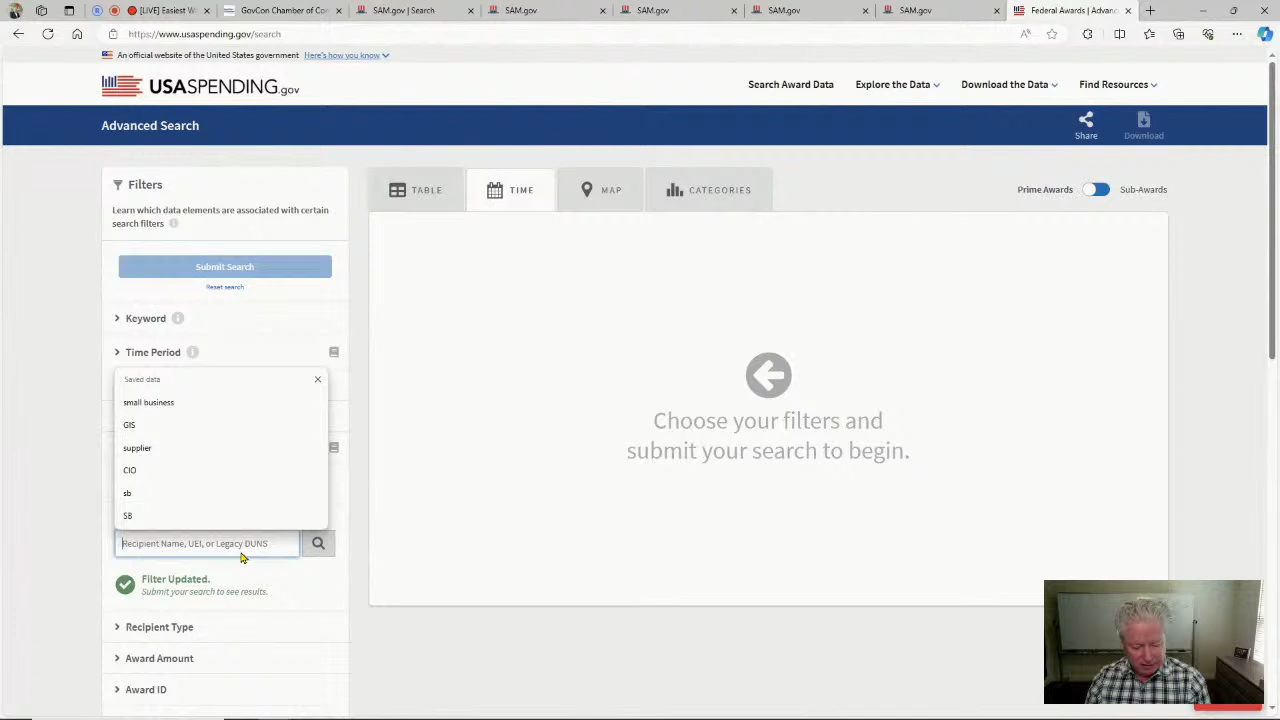 [LIVE] Easiest W
GovCon Chamber of Co
SAM.gov | Search
SAM.gov
SAM.gov
SAM.gov
SAM.gov
Federal Awards | Advanc
https://www.usaspending.gov/search
An official website of the United States government Here's how you know
USASPENDING.gov
Search Award Data Explore the Data Download the Data Find Resources
Advanced Search
Share Download
Filters
Learn which data elements are associated with certain
search filters
Submit Search
Reset search
Keyword
Time Period
Saved data
small business
GIS
supplier
CIO
sb
SB
Recipient Name, UEI, or Legacy DUNS
Filter Updated.
Submit your search to see results.
Recipient Type
Award Amount
Award ID
TABLE TIME MAP CATEGORIES
Prime Awards Sub-Awards
Choose your filters and
submit your search to begin.